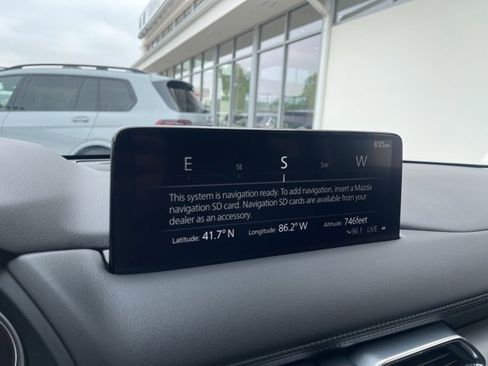 8:05am
E SE S SW W
This system is navigation ready. To add navigation, insert a Mazda
navigation SD card. Navigation SD cards are available from your
dealer as an accessory.
Latitude: 41.7° N Longitude: 86.2° W Altitude: 746feet
96.1 LIVE